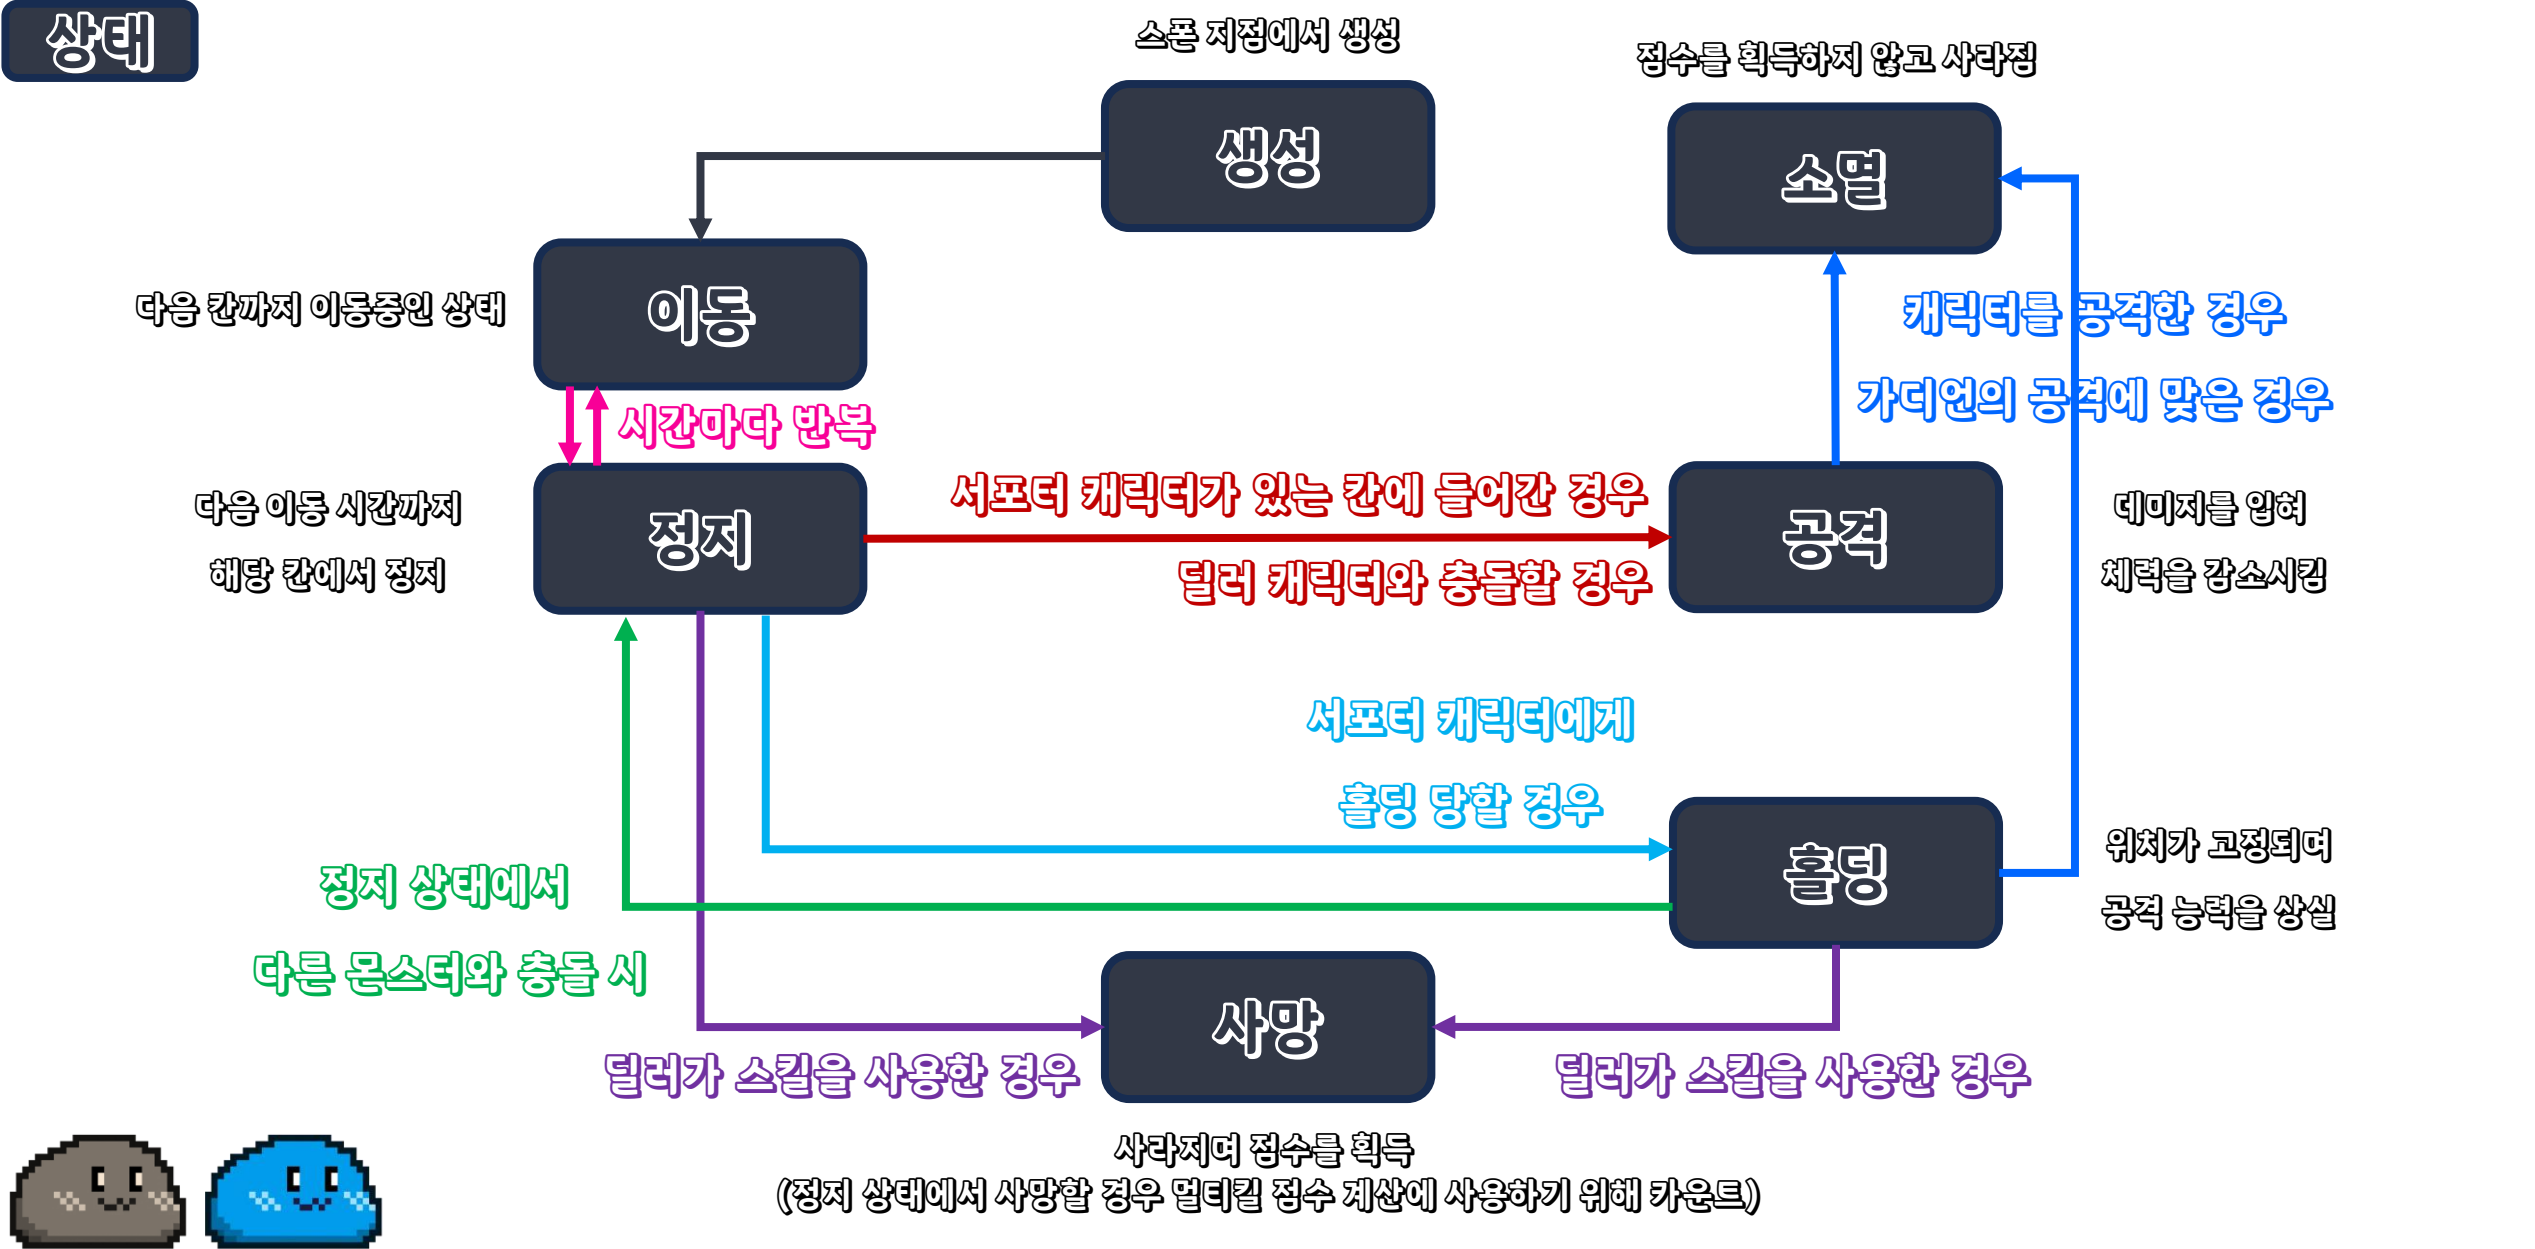 상태
스폰 지점에서 생성
점수를 획득하지 않고 사라짐
생성
소멸
다음 칸까지 이동중인 상태
이동
캐릭터를 공격한 경우
가디언의 공격에 맞은 경우
시간마다 반복
다음 이동 시간까지
해당 칸에서 정지
정지
서포터 캐릭터가 있는 칸에 들어간 경우
딜러 캐릭터와 충돌할 경우
공격
데미지를 입혀
체력을 감소시킴
서포터 캐릭터에게
홀딩 당할 경우
홀딩
위치가 고정되며
공격 능력을 상실
정지 상태에서
다른 몬스터와 충돌 시
사망
딜러가 스킬을 사용한 경우
딜러가 스킬을 사용한 경우
사라지며 점수를 획득
(정지 상태에서 사망할 경우 멀티킬 점수 계산에 사용하기 위해 카운트)